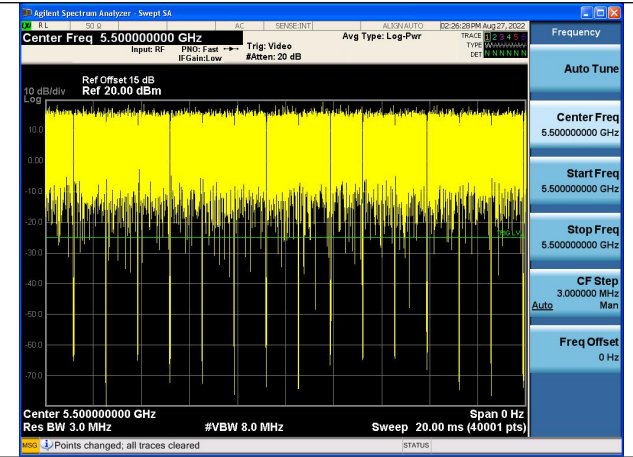 Agilent Spectrum Analyzer - Swept SA
RL 50 Ω AC SENSE:INT ALIGN AUTO 02:26:28 PM Aug 27, 2022
Center Freq 5.500000000 GHz Avg Type: Log-Pwr TRACE 1 2 3 4 5 6
Input: RF PNO: Fast Trig: Video TYPE
IFGain:Low #Atten: 20 dB DET N N N N N N
Ref Offset 15 dB
10 dB/div Ref 20.00 dBm
Log
10.0
0.00
-10.0
-20.0
TRIG LVL
-30.0
-40.0
-50.0
-60.0
-70.0
Center 5.500000000 GHz Span 0 Hz
Res BW 3.0 MHz #VBW 8.0 MHz Sweep 20.00 ms (40001 pts)
MSG Points changed; all traces cleared STATUS
Frequency
Auto Tune
Center Freq
5.500000000 GHz
Start Freq
5.500000000 GHz
Stop Freq
5.500000000 GHz
CF Step
3.000000 MHz
Auto Man
Freq Offset
0 Hz